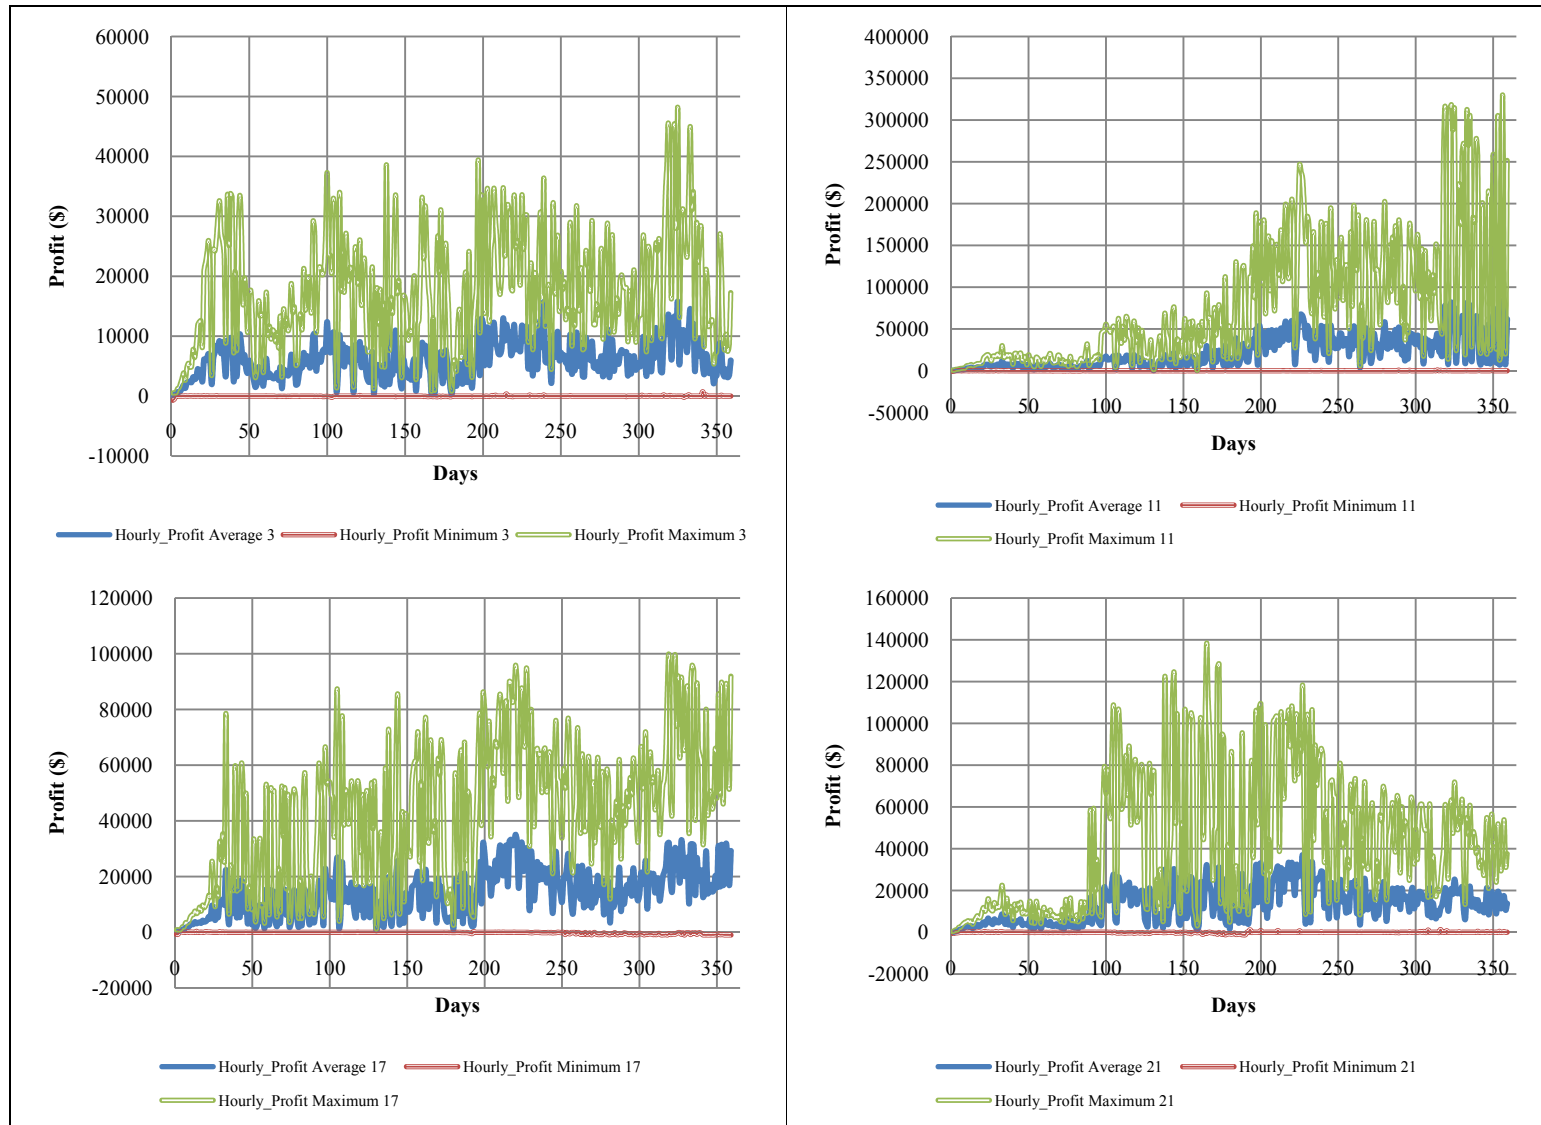 60000
50000
40000
30000
20000
10000
0
-10000
Profit ($)
0 50 100 150 200 250 300 350
Days
Hourly_Profit Average 3 Hourly_Profit Minimum 3 Hourly_Profit Maximum 3
400000
350000
300000
250000
200000
150000
100000
50000
0
-50000
Profit ($)
0 50 100 150 200 250 300 350
Days
Hourly_Profit Average 11 Hourly_Profit Minimum 11
Hourly_Profit Maximum 11
120000
100000
80000
60000
40000
20000
0
-20000
Profit ($)
0 50 100 150 200 250 300 350
Days
Hourly_Profit Average 17 Hourly_Profit Minimum 17
Hourly_Profit Maximum 17
160000
140000
120000
100000
80000
60000
40000
20000
0
-20000
Profit ($)
0 50 100 150 200 250 300 350
Days
Hourly_Profit Average 21 Hourly_Profit Minimum 21
Hourly_Profit Maximum 21